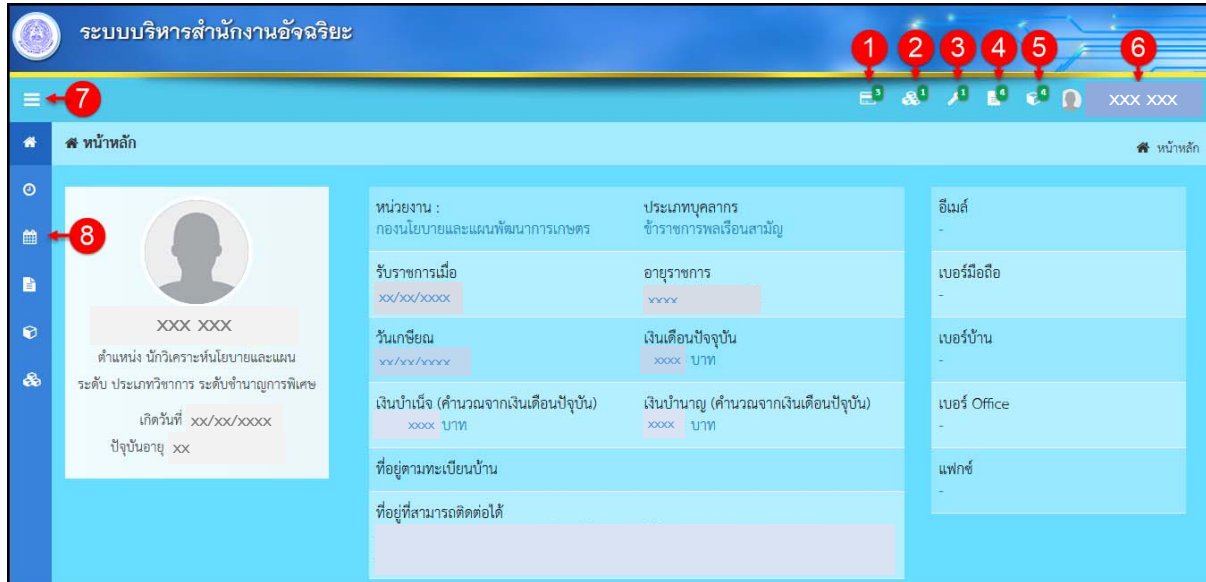 ระบบบริหารสำนักงานอัจฉริยะ
1 2 3 4 5 6
7
3 1 1 4 4 XXX XXX
หน้าหลัก
หน้าหลัก
8
XXX XXX
ตำแหน่ง นักวิเคราะห์นโยบายและแผน
ระดับ ประเภทวิชาการ ระดับชำนาญการพิเศษ
เกิดวันที่ xx/xx/xxxx
ปัจจุบันอายุ xx
หน่วยงาน :
กองนโยบายและแผนพัฒนาการเกษตร
ประเภทบุคลากร
ข้าราชการพลเรือนสามัญ
รับราชการเมื่อ
xx/xx/xxxx
อายุราชการ
xxxx
วันเกษียณ
xx/xx/xxxx
เงินเดือนปัจจุบัน
xxxx บาท
เงินบำเน็จ (คำนวณจากเงินเดือนปัจจุบัน)
xxxx บาท
เงินบำนาญ (คำนวณจากเงินเดือนปัจจุบัน)
xxxx บาท
ที่อยู่ตามทะเบียนบ้าน
ที่อยู่ที่สามารถติดต่อได้
อีเมล์
-
เบอร์มือถือ
-
เบอร์บ้าน
-
เบอร์ Office
-
แฟกซ์
-